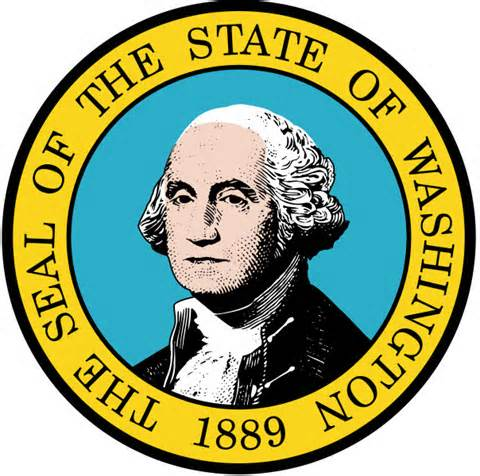 THE SEAL OF THE STATE OF WASHINGTON
1889